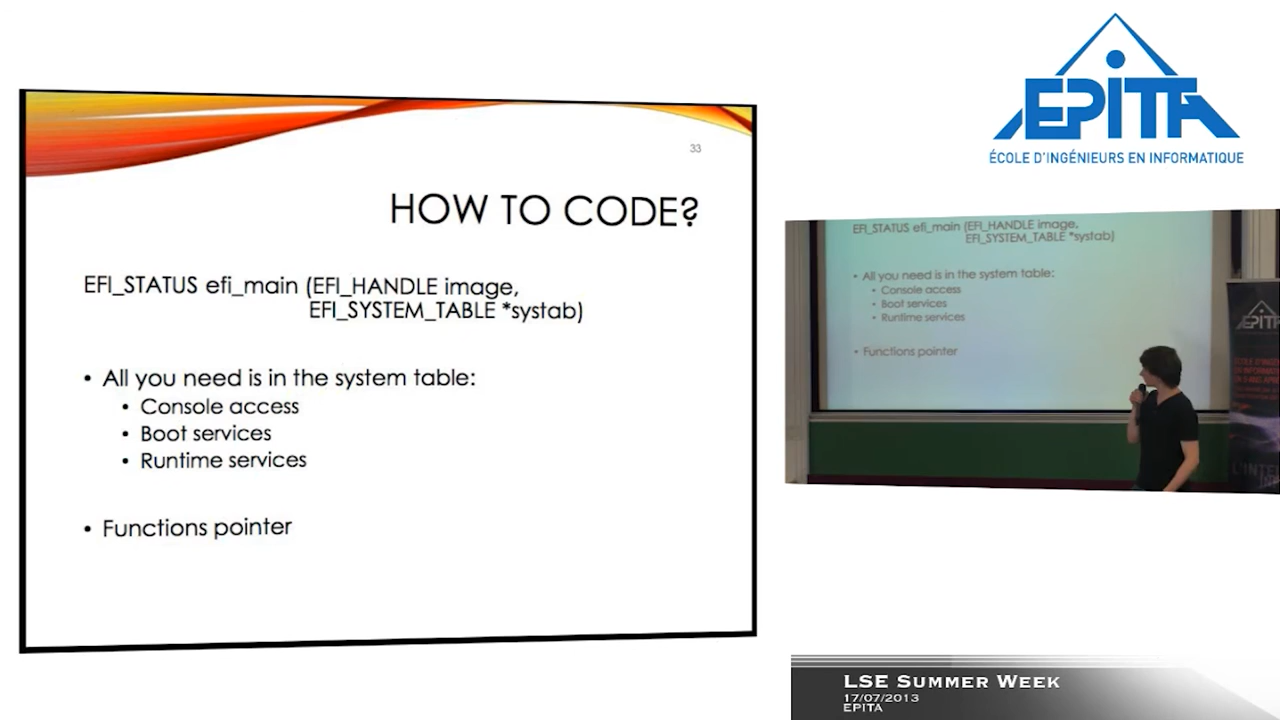 33
HOW TO CODE?
EFI_STATUS efi_main (EFI_HANDLE image,
EFI_SYSTEM_TABLE *systab)
• All you need is in the system table:
• Console access
• Boot services
• Runtime services
• Functions pointer
EPITA
ÉCOLE D'INGÉNIEURS EN INFORMATIQUE
EFI_STATUS efi_main (EFI_HANDLE image,
EFI_SYSTEM_TABLE *systab)
• All you need is in the system table:
• Console access
• Boot services
• Runtime services
• Functions pointer
EPITA
L'INTE
LSE SUMMER WEEK
17/07/2013
EPITA